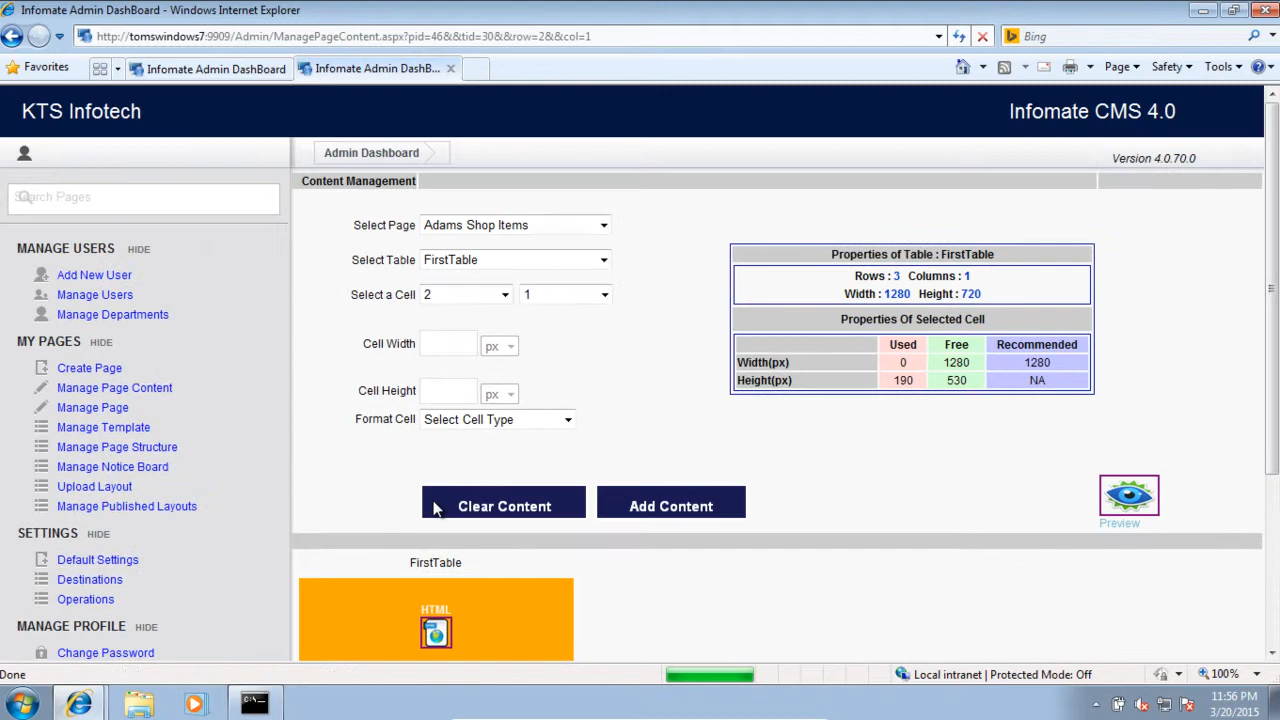 Infomate Admin Dashboard - Windows Internet Explorer
http://tomswindows7:9909/Admin/ManagePageContent.aspx?pid=46&&tid=30&&row=2&&col=1
Bing
Favorites
Infomate Admin DashBoard
Infomate Admin DashB...
Page
Safety
Tools
KTS Infotech
Infomate CMS 4.0
Admin Dashboard
Version 4.0.70.0
Content Management
Search Pages
Select Page
Adams Shop Items
MANAGE USERS HIDE
Select Table
FirstTable
Properties of Table : FirstTable
Add New User
Rows : 3 Columns : 1
Manage Users
Select a Cell
2
1
Width : 1280 Height : 720
Manage Departments
Properties Of Selected Cell
MY PAGES HIDE
Cell Width
px
Used Free Recommended
Create Page
Width(px) 0 1280 1280
Manage Page Content
Cell Height
px
Height(px) 190 530 NA
Manage Page
Format Cell
Select Cell Type
Manage Template
Manage Page Structure
Manage Notice Board
Upload Layout
Manage Published Layouts
Clear Content
Add Content
Preview
SETTINGS HIDE
Default Settings
FirstTable
Destinations
Operations
HTML
MANAGE PROFILE HIDE
Change Password
Done
Local intranet | Protected Mode: Off
100%
11:56 PM
3/20/2015